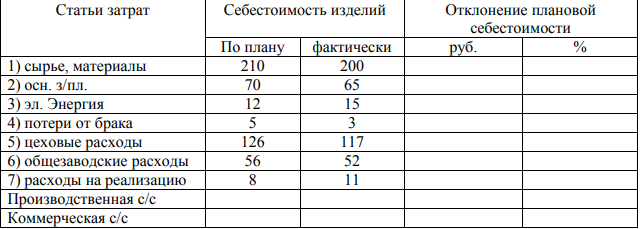 Статьи затрат Себестоимость изделий Отклонение плановой
себестоимости
По плану фактически руб. %
1) сырье, материалы 210 200
2) осн. з/пл. 70 65
3) эл. Энергия 12 15
4) потери от брака 5 3
5) цеховые расходы 126 117
6) общезаводские расходы 56 52
7) расходы на реализацию 8 11
Производственная с/с
Коммерческая с/с